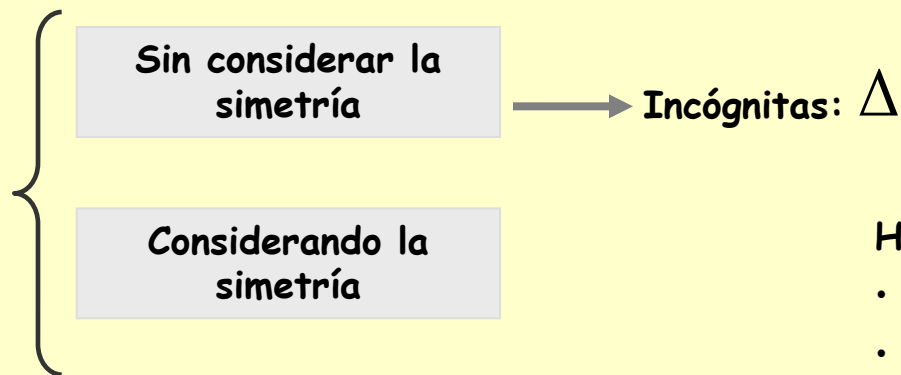 Sin considerar la
simetría
Incógnitas: Δ
Considerando la
simetría
H
•
•